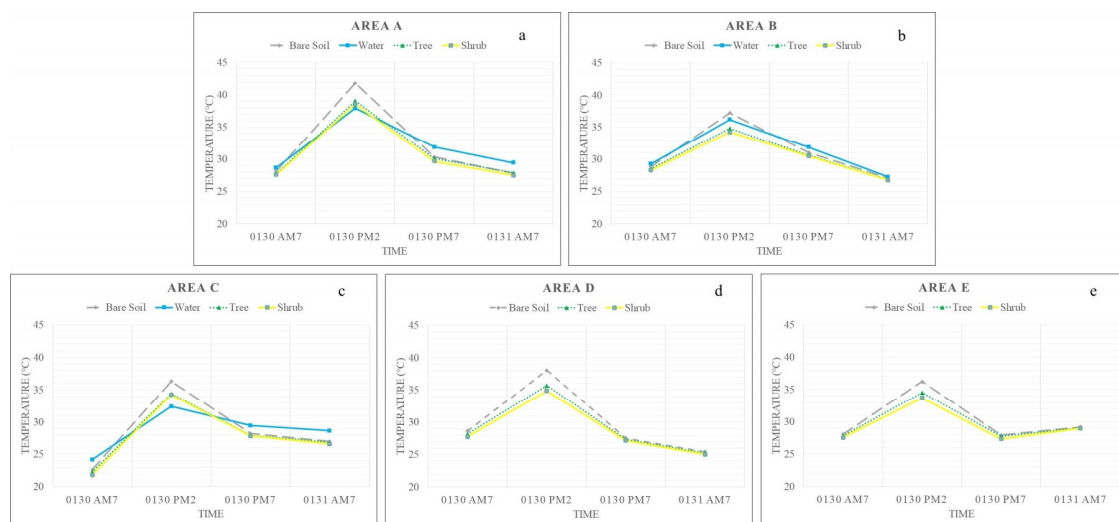 AREA A
a
Bare Soil Water Tree Shrub
TEMPERATURE (°C)
45
40
35
30
25
20
0130 AM7 0130 PM2 0130 PM7 0131 AM7
TIME
AREA B
b
Bare Soil Water Tree Shrub
TEMPERATURE (°C)
45
40
35
30
25
20
0130 AM7 0130 PM2 0130 PM7 0131 AM7
TIME
AREA C
c
Bare Soil Water Tree Shrub
TEMPERATURE (°C)
45
40
35
30
25
20
0130 AM7 0130 PM2 0130 PM7 0131 AM7
TIME
AREA D
d
Bare Soil Tree Shrub
TEMPERATURE (°C)
45
40
35
30
25
20
0130 AM7 0130 PM2 0130 PM7 0131 AM7
TIME
AREA E
e
Bare Soil Tree Shrub
TEMPERATURE (°C)
45
40
35
30
25
20
0130 AM7 0130 PM2 0130 PM7 0131 AM7
TIME